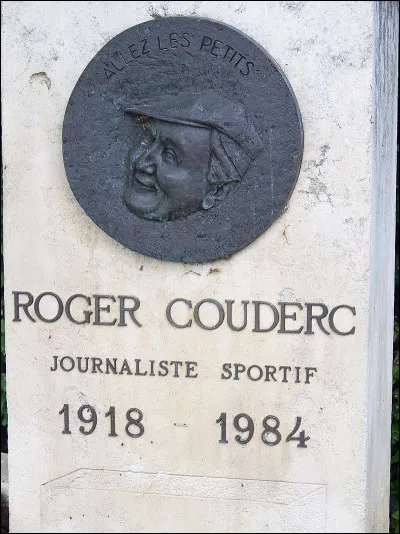 ALLEZ LES PETITS
ROGER COUDERC
JOURNALISTE SPORTIF
1918 - 1984